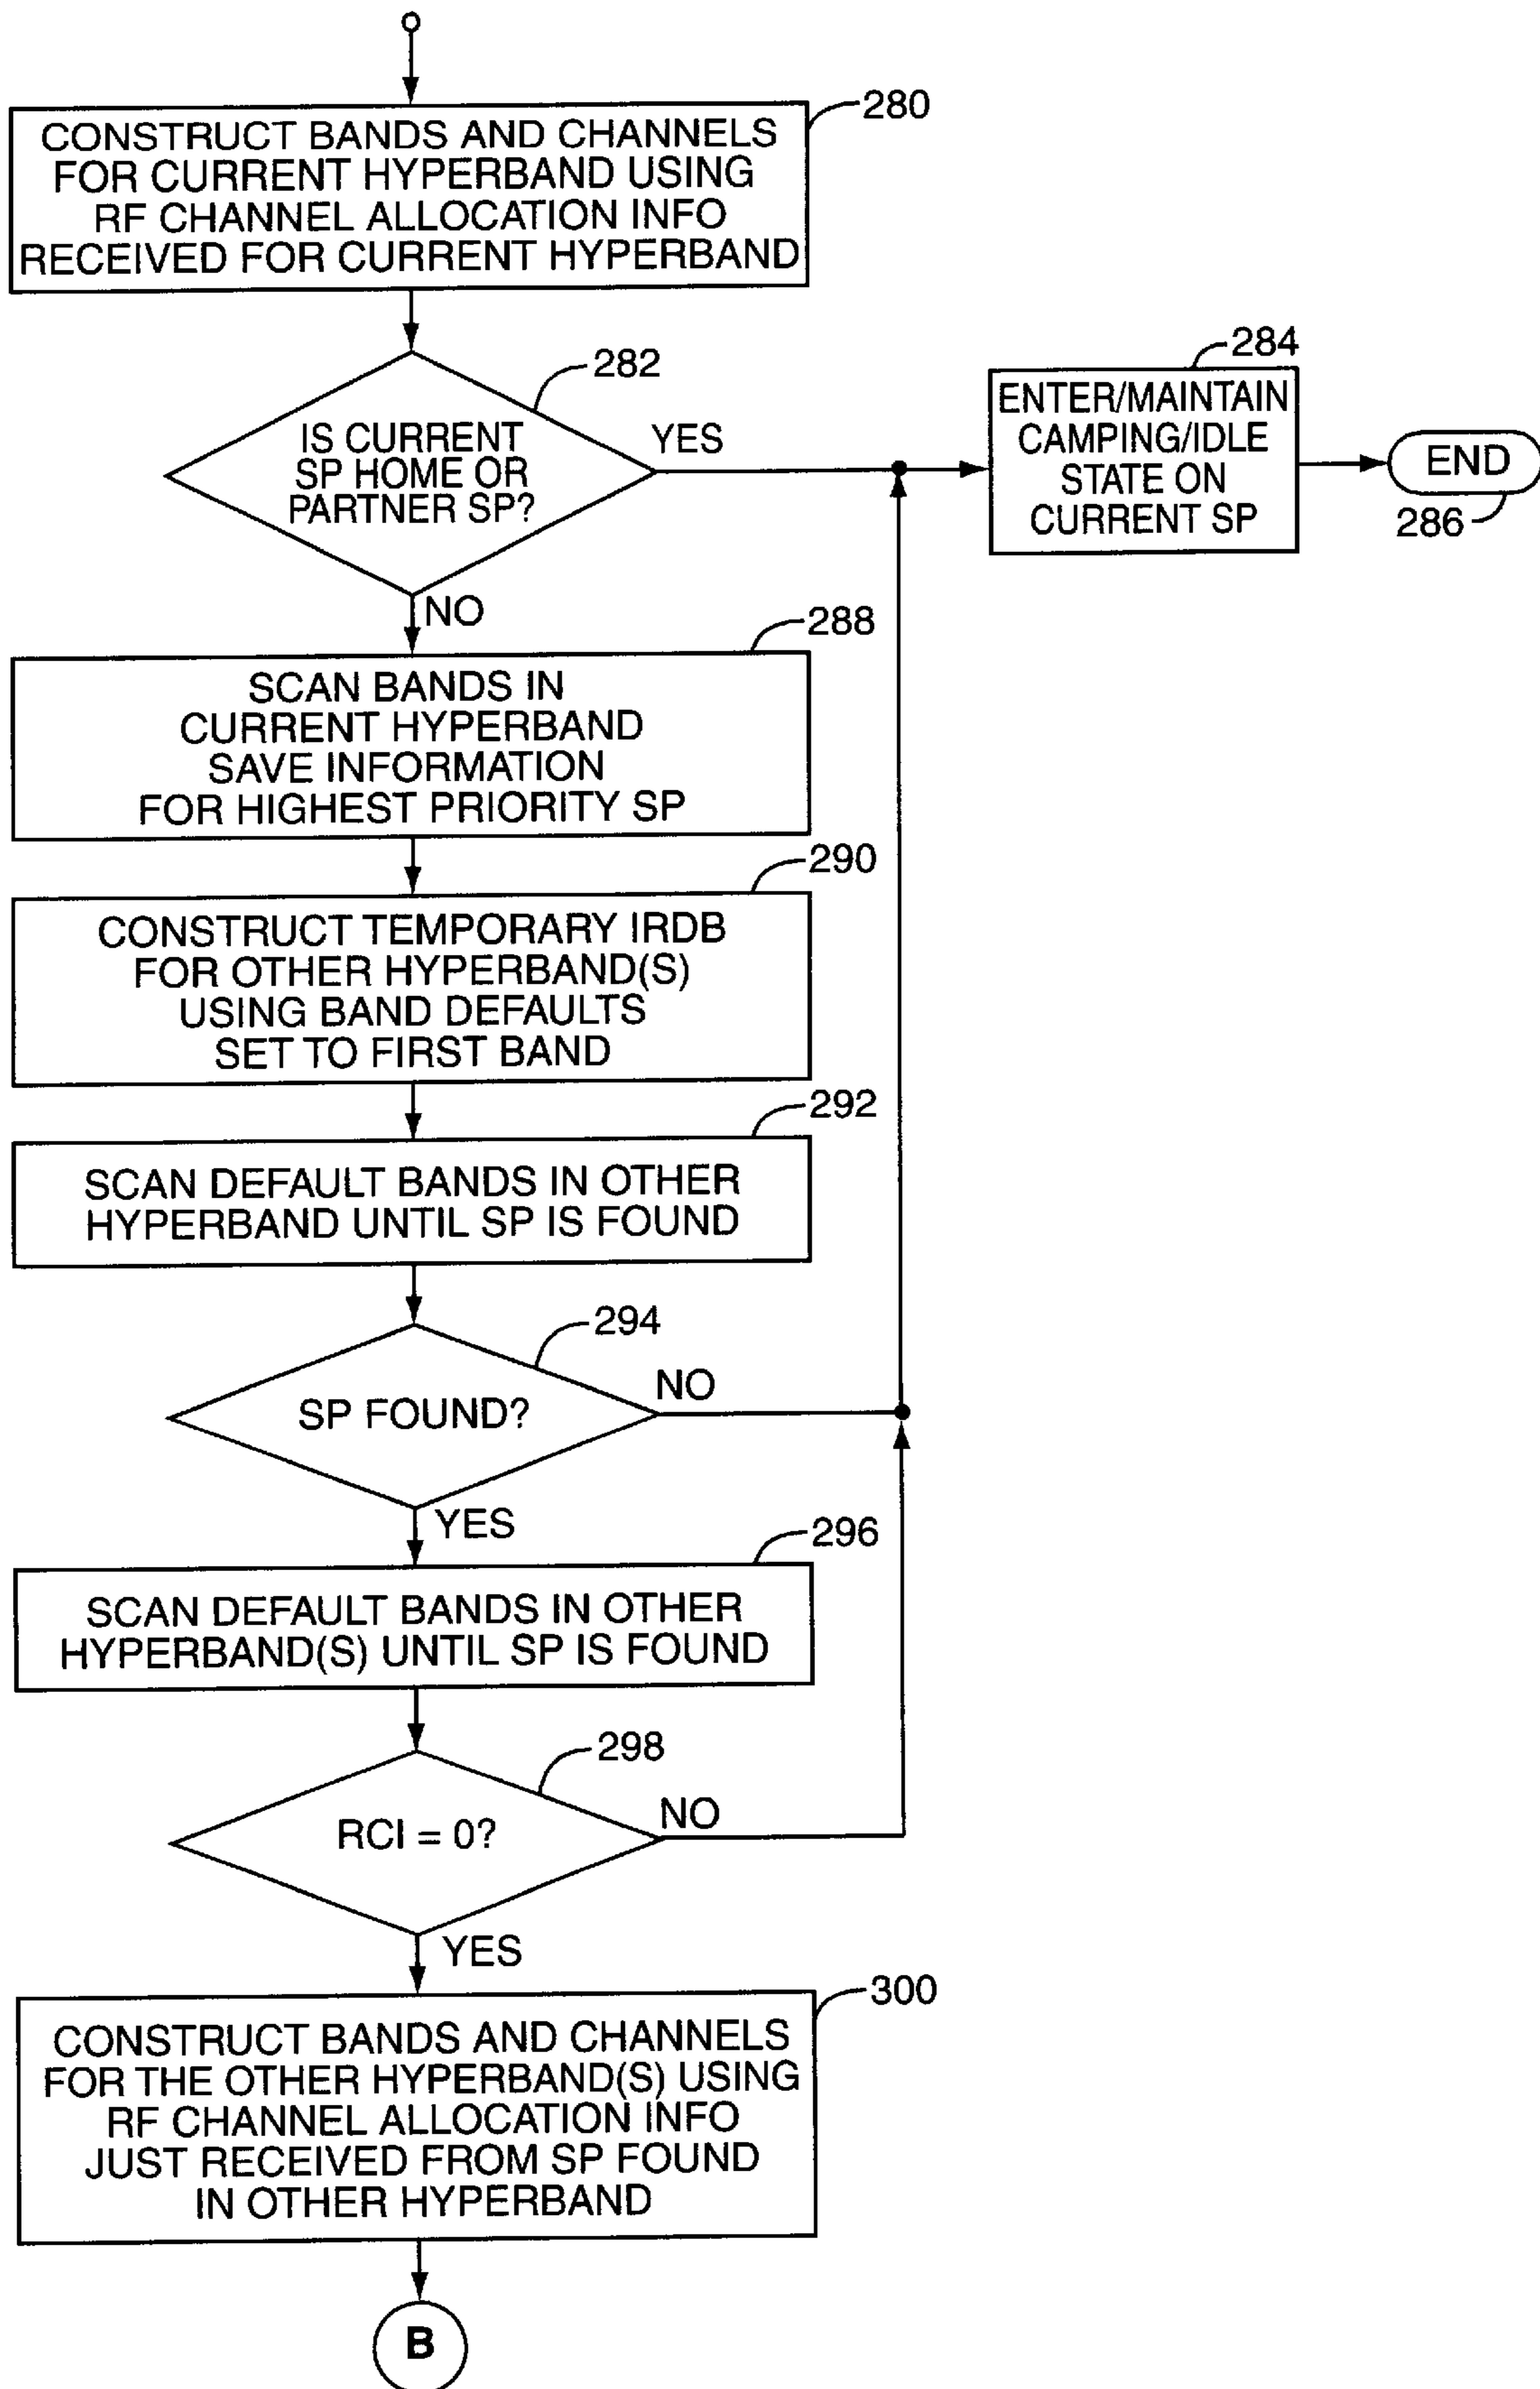 280
CONSTRUCT BANDS AND CHANNELS
FOR CURRENT HYPERBAND USING
RF CHANNEL ALLOCATION INFO
RECEIVED FOR CURRENT HYPERBAND
282
IS CURRENT
SP HOME OR
PARTNER SP?
YES
NO
284
ENTER/MAINTAIN
CAMPING/IDLE
STATE ON
CURRENT SP
END
286
288
SCAN BANDS IN
CURRENT HYPERBAND
SAVE INFORMATION
FOR HIGHEST PRIORITY SP
290
CONSTRUCT TEMPORARY IRDB
FOR OTHER HYPERBAND(S)
USING BAND DEFAULTS
SET TO FIRST BAND
292
SCAN DEFAULT BANDS IN OTHER
HYPERBAND UNTIL SP IS FOUND
294
SP FOUND?
NO
YES
296
SCAN DEFAULT BANDS IN OTHER
HYPERBAND(S) UNTIL SP IS FOUND
298
RCI = 0?
NO
YES
300
CONSTRUCT BANDS AND CHANNELS
FOR THE OTHER HYPERBAND(S) USING
RF CHANNEL ALLOCATION INFO
JUST RECEIVED FROM SP FOUND
IN OTHER HYPERBAND
B